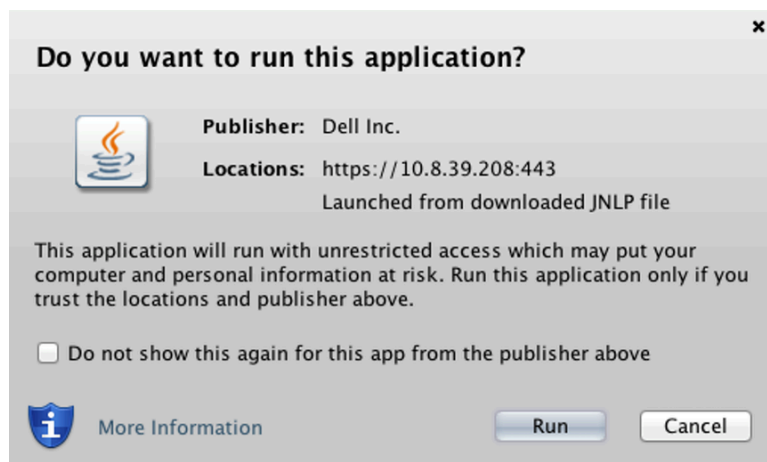 Do you want to run this application?
Publisher: Dell Inc.
Locations: https://10.8.39.208:443
Launched from downloaded JNLP file
This application will run with unrestricted access which may put your
computer and personal information at risk. Run this application only if you
trust the locations and publisher above.
Do not show this again for this app from the publisher above
More Information
Run
Cancel